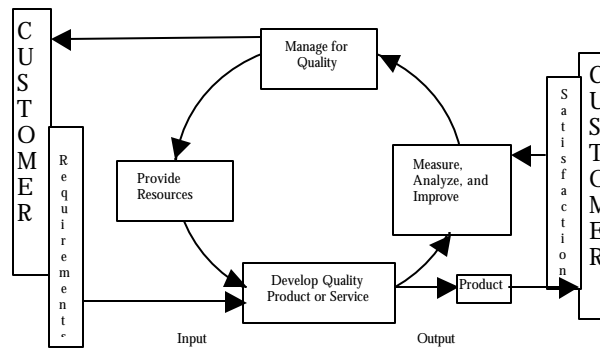 CUSTOMER
Requirements
Manage for
Quality
Provide
Resources
Measure,
Analyze, and
Improve
Develop Quality
Product or Service
Product
Satisfaction
CUSTOMER
Input
Output